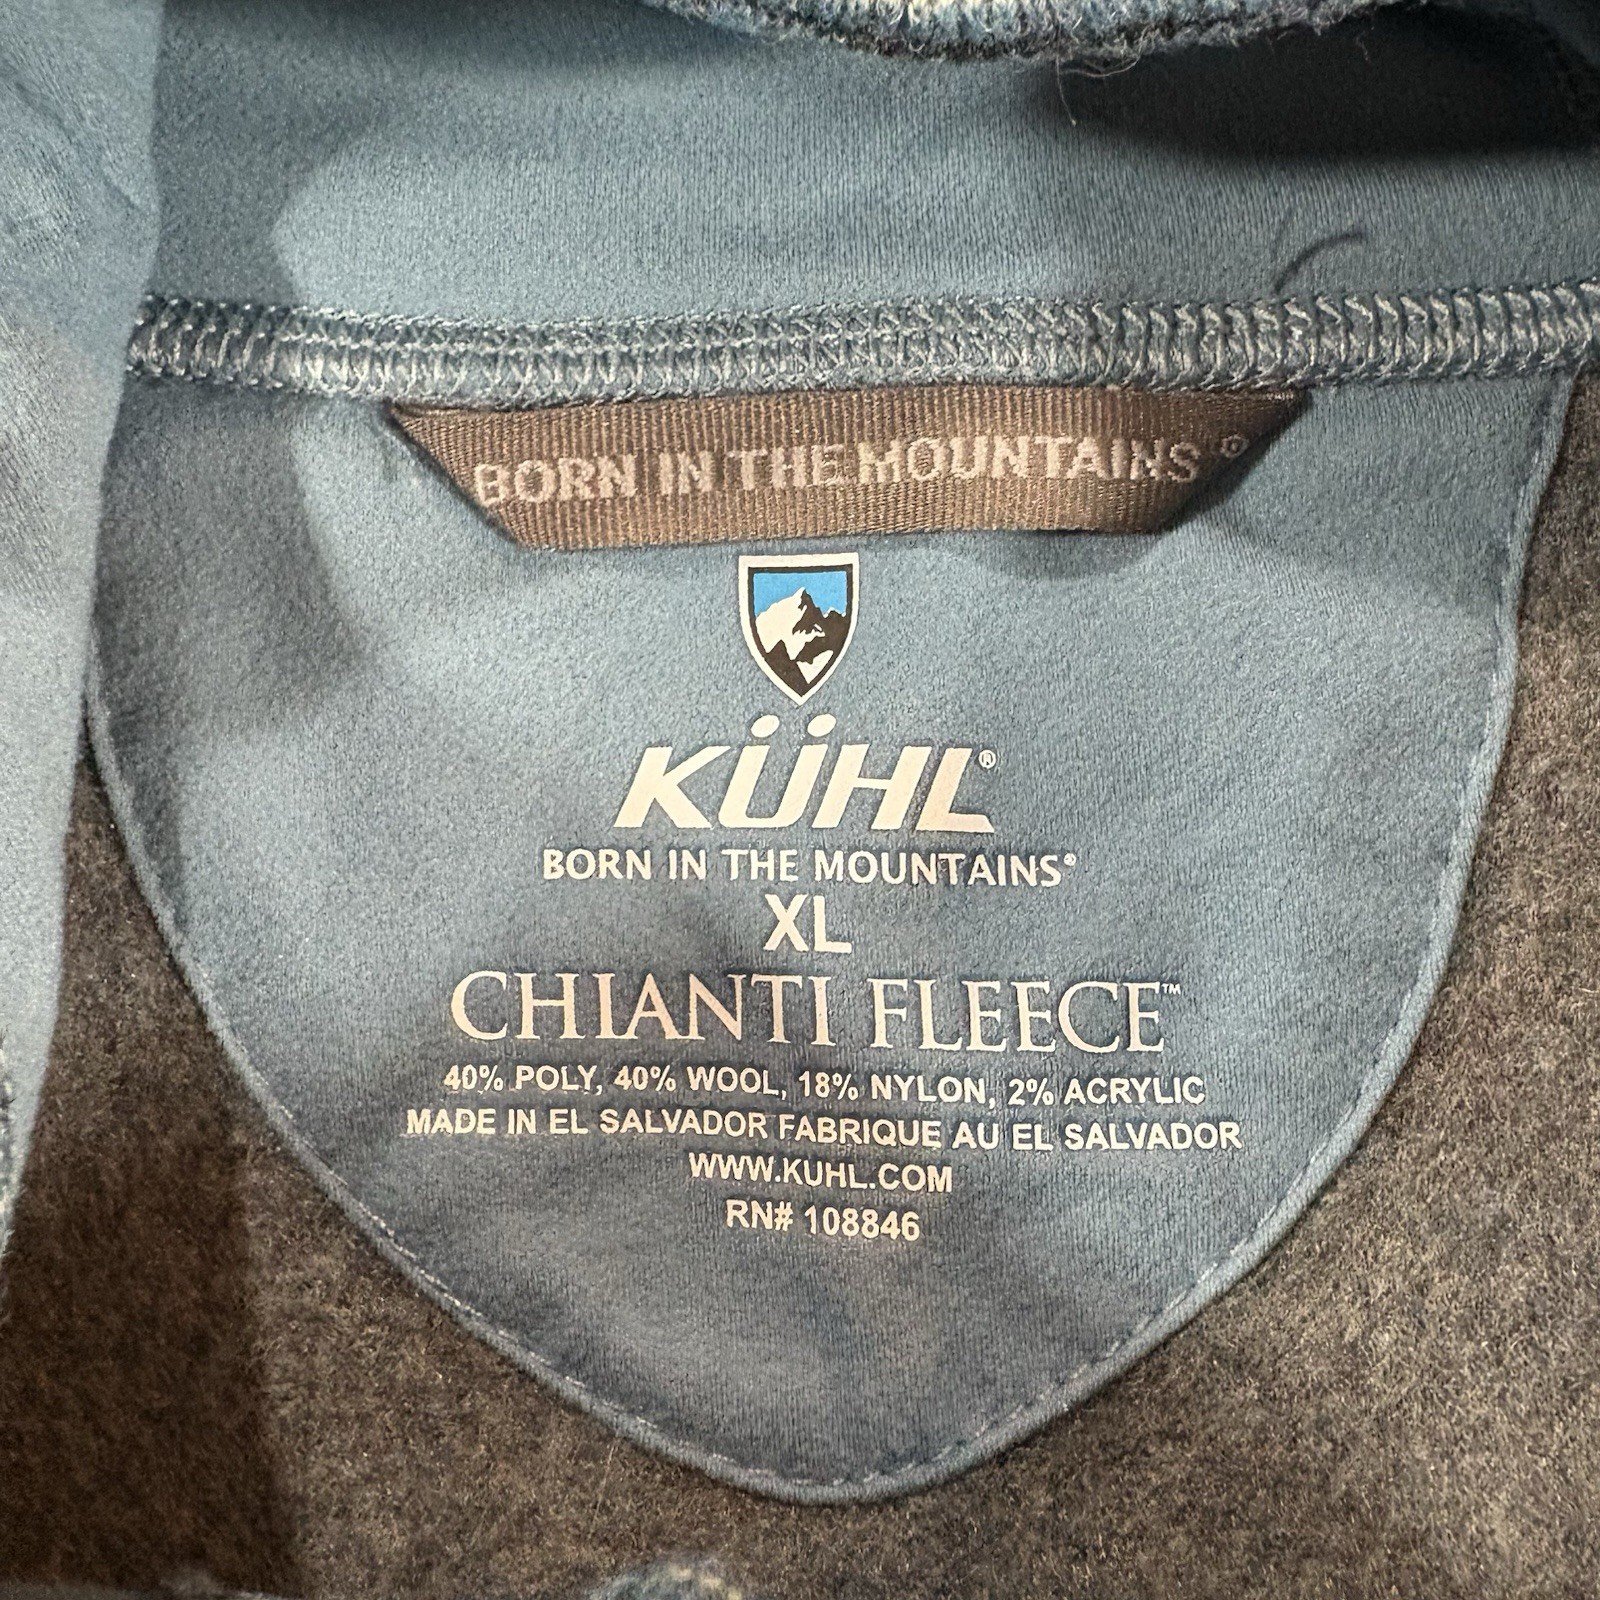 BORN IN THE MOUNTAINS®
KÜHL®
BORN IN THE MOUNTAINS®
XL
CHIANTI FLEECE™
40% POLY, 40% WOOL, 18% NYLON, 2% ACRYLIC
MADE IN EL SALVADOR FABRIQUE AU EL SALVADOR
WWW.KUHL.COM
RN# 108846